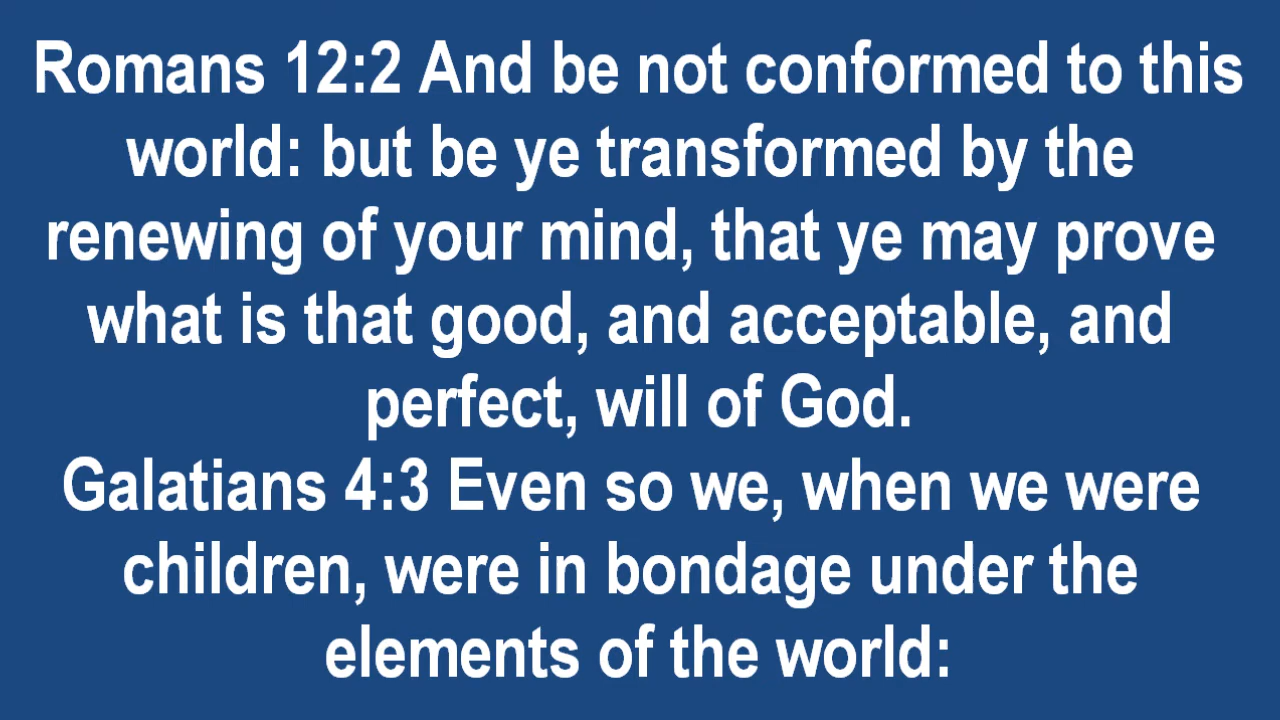 Romans 12:2 And be not conformed to this
world: but be ye transformed by the
renewing of your mind, that ye may prove
what is that good, and acceptable, and
perfect, will of God.
Galatians 4:3 Even so we, when we were
children, were in bondage under the
elements of the world: